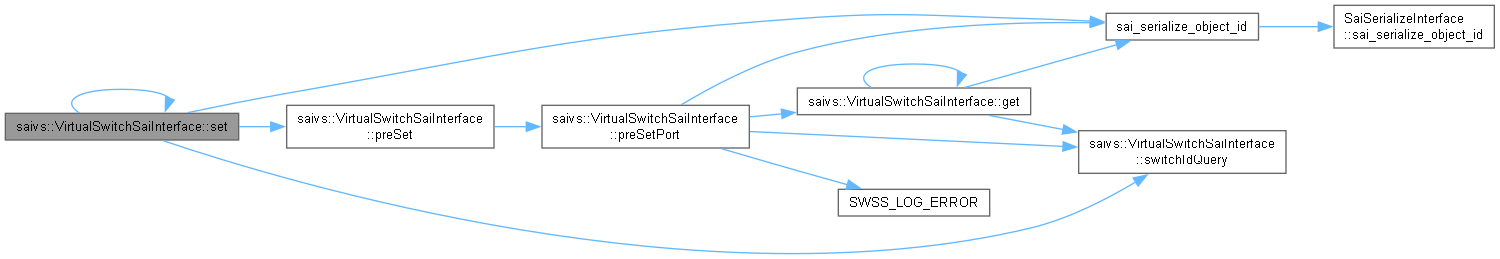 saivs::VirtualSwitchSaiInterface::set
saivs::VirtualSwitchSaiInterface
::preSet
saivs::VirtualSwitchSaiInterface
::preSetPort
saivs::VirtualSwitchSaiInterface::get
sai_serialize_object_id
SaiSerializeInterface
::sai_serialize_object_id
saivs::VirtualSwitchSaiInterface
::switchIdQuery
SWSS_LOG_ERROR